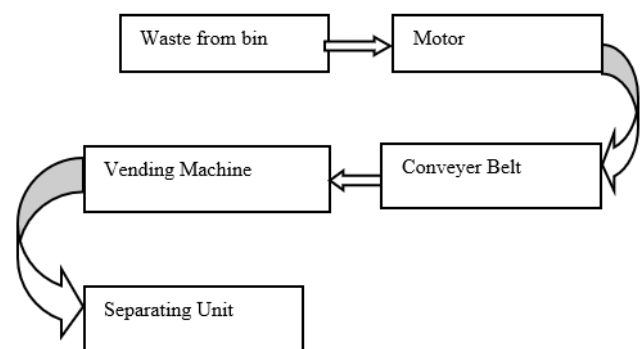 Waste from bin
Motor
Conveyer Belt
Vending Machine
Separating Unit